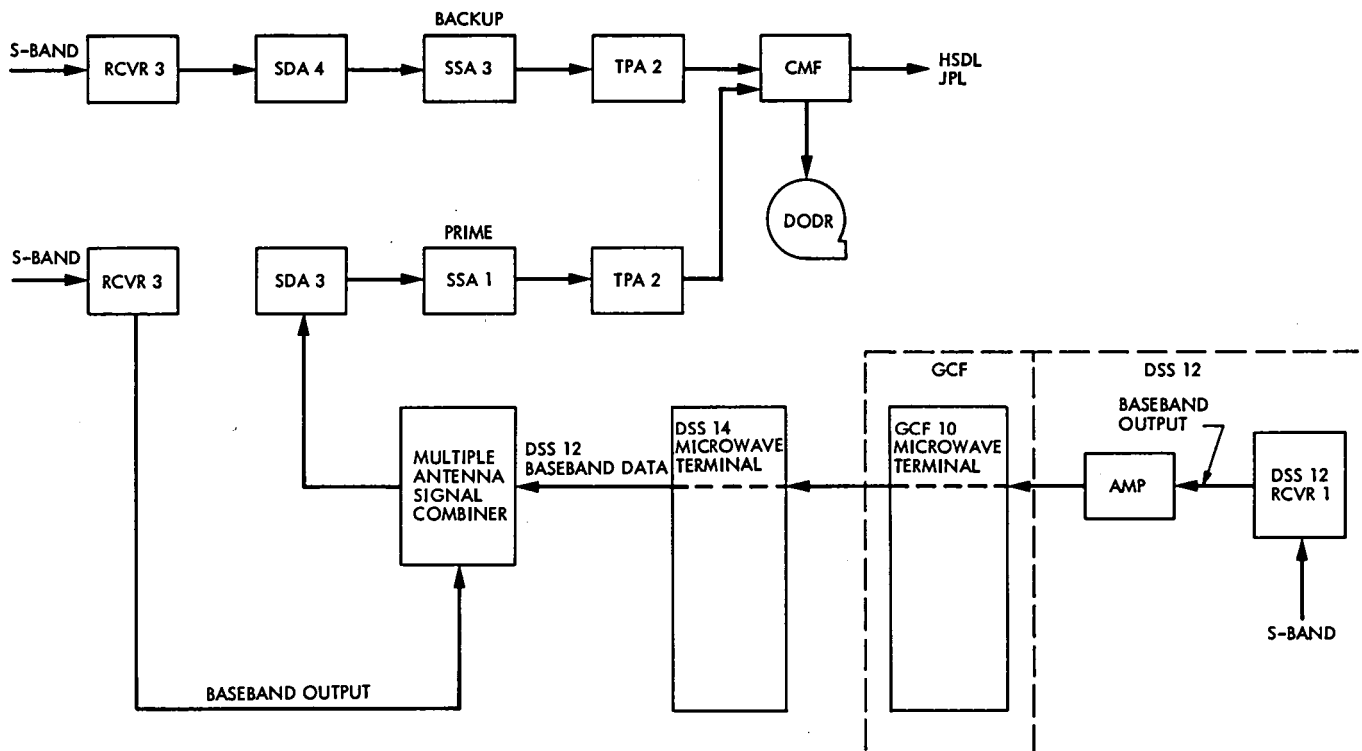 BACKUP
S-BAND
RCVR 3
SDA 4
SSA 3
TPA 2
CMF
HSDL
JPL
DODR
PRIME
S-BAND
RCVR 3
SDA 3
SSA 1
TPA 2
GCF
DSS 12
BASEBAND
OUTPUT
MULTIPLE
ANTENNA
SIGNAL
COMBINER
DSS 12
BASEBAND DATA
DSS 14
MICROWAVE
TERMINAL
GCF 10
MICROWAVE
TERMINAL
AMP
DSS 12
RCVR 1
S-BAND
BASEBAND OUTPUT